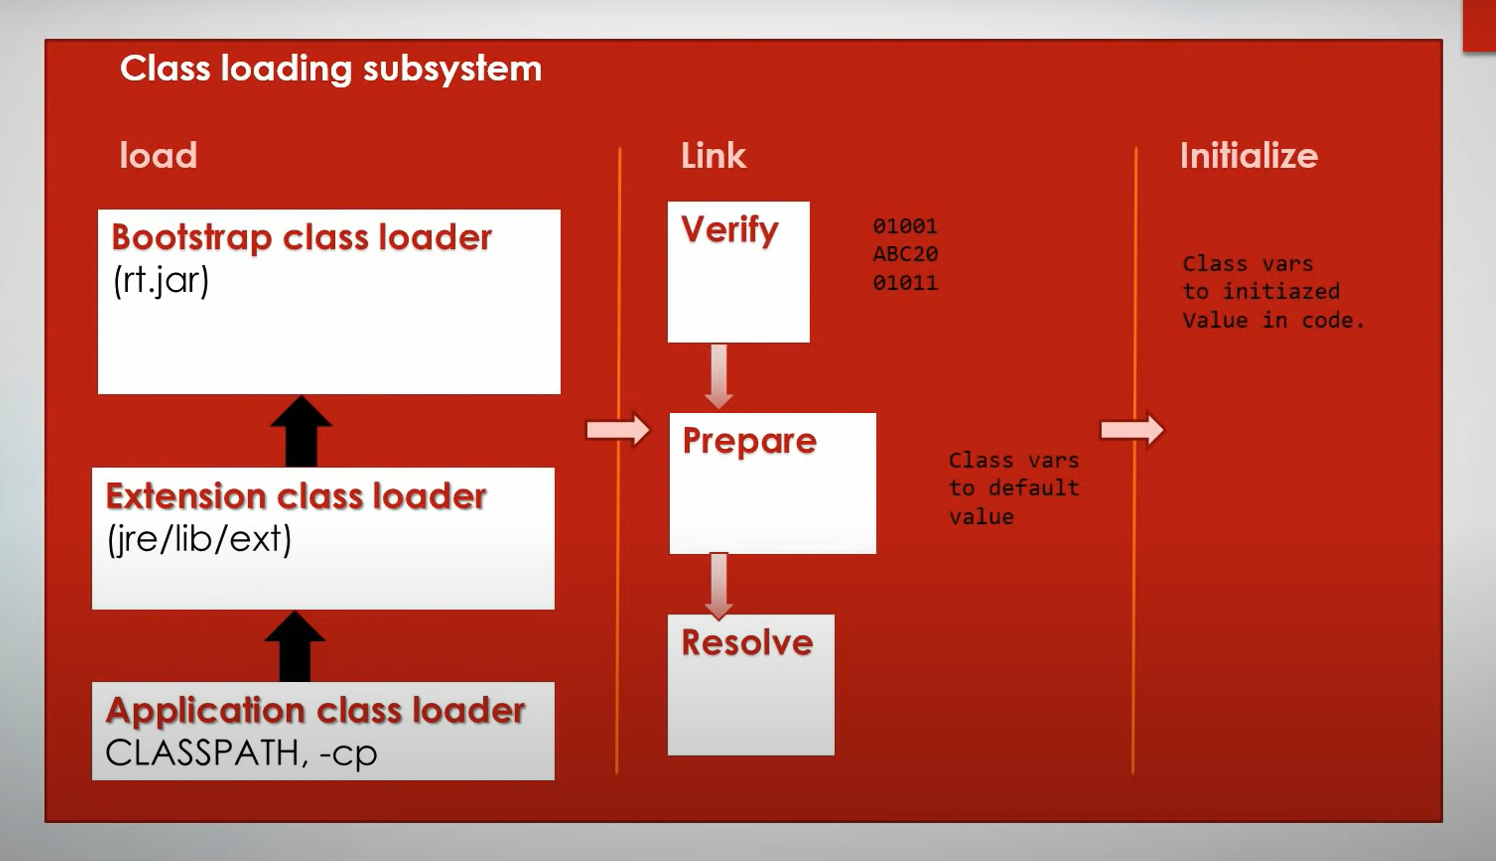 Class loading subsystem
load
Bootstrap class loader
(rt.jar)
Extension class loader
(jre/lib/ext)
Application class loader
CLASSPATH, -cp
Link
Verify
01001
ABC20
01011
Prepare
Class vars
to default
value
Resolve
Initialize
Class vars
to initiazed
Value in code.